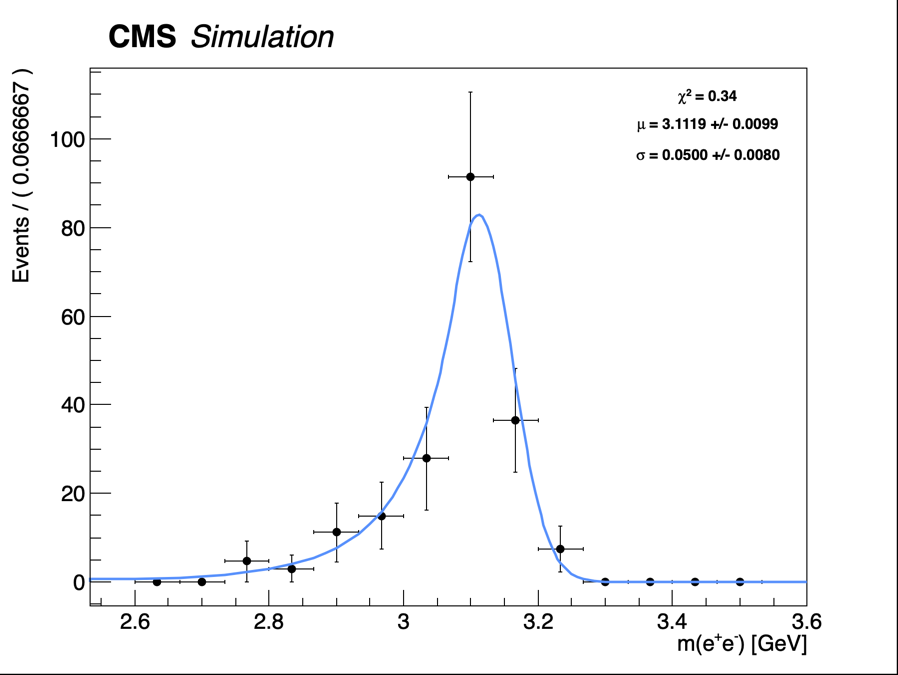 CMS Simulation
Events / ( 0.0666667 )
χ² = 0.34
μ = 3.1119 +/- 0.0099
σ = 0.0500 +/- 0.0080
100
80
60
40
20
0
2.6 2.8 3 3.2 3.4 3.6
m(e⁺e⁻) [GeV]